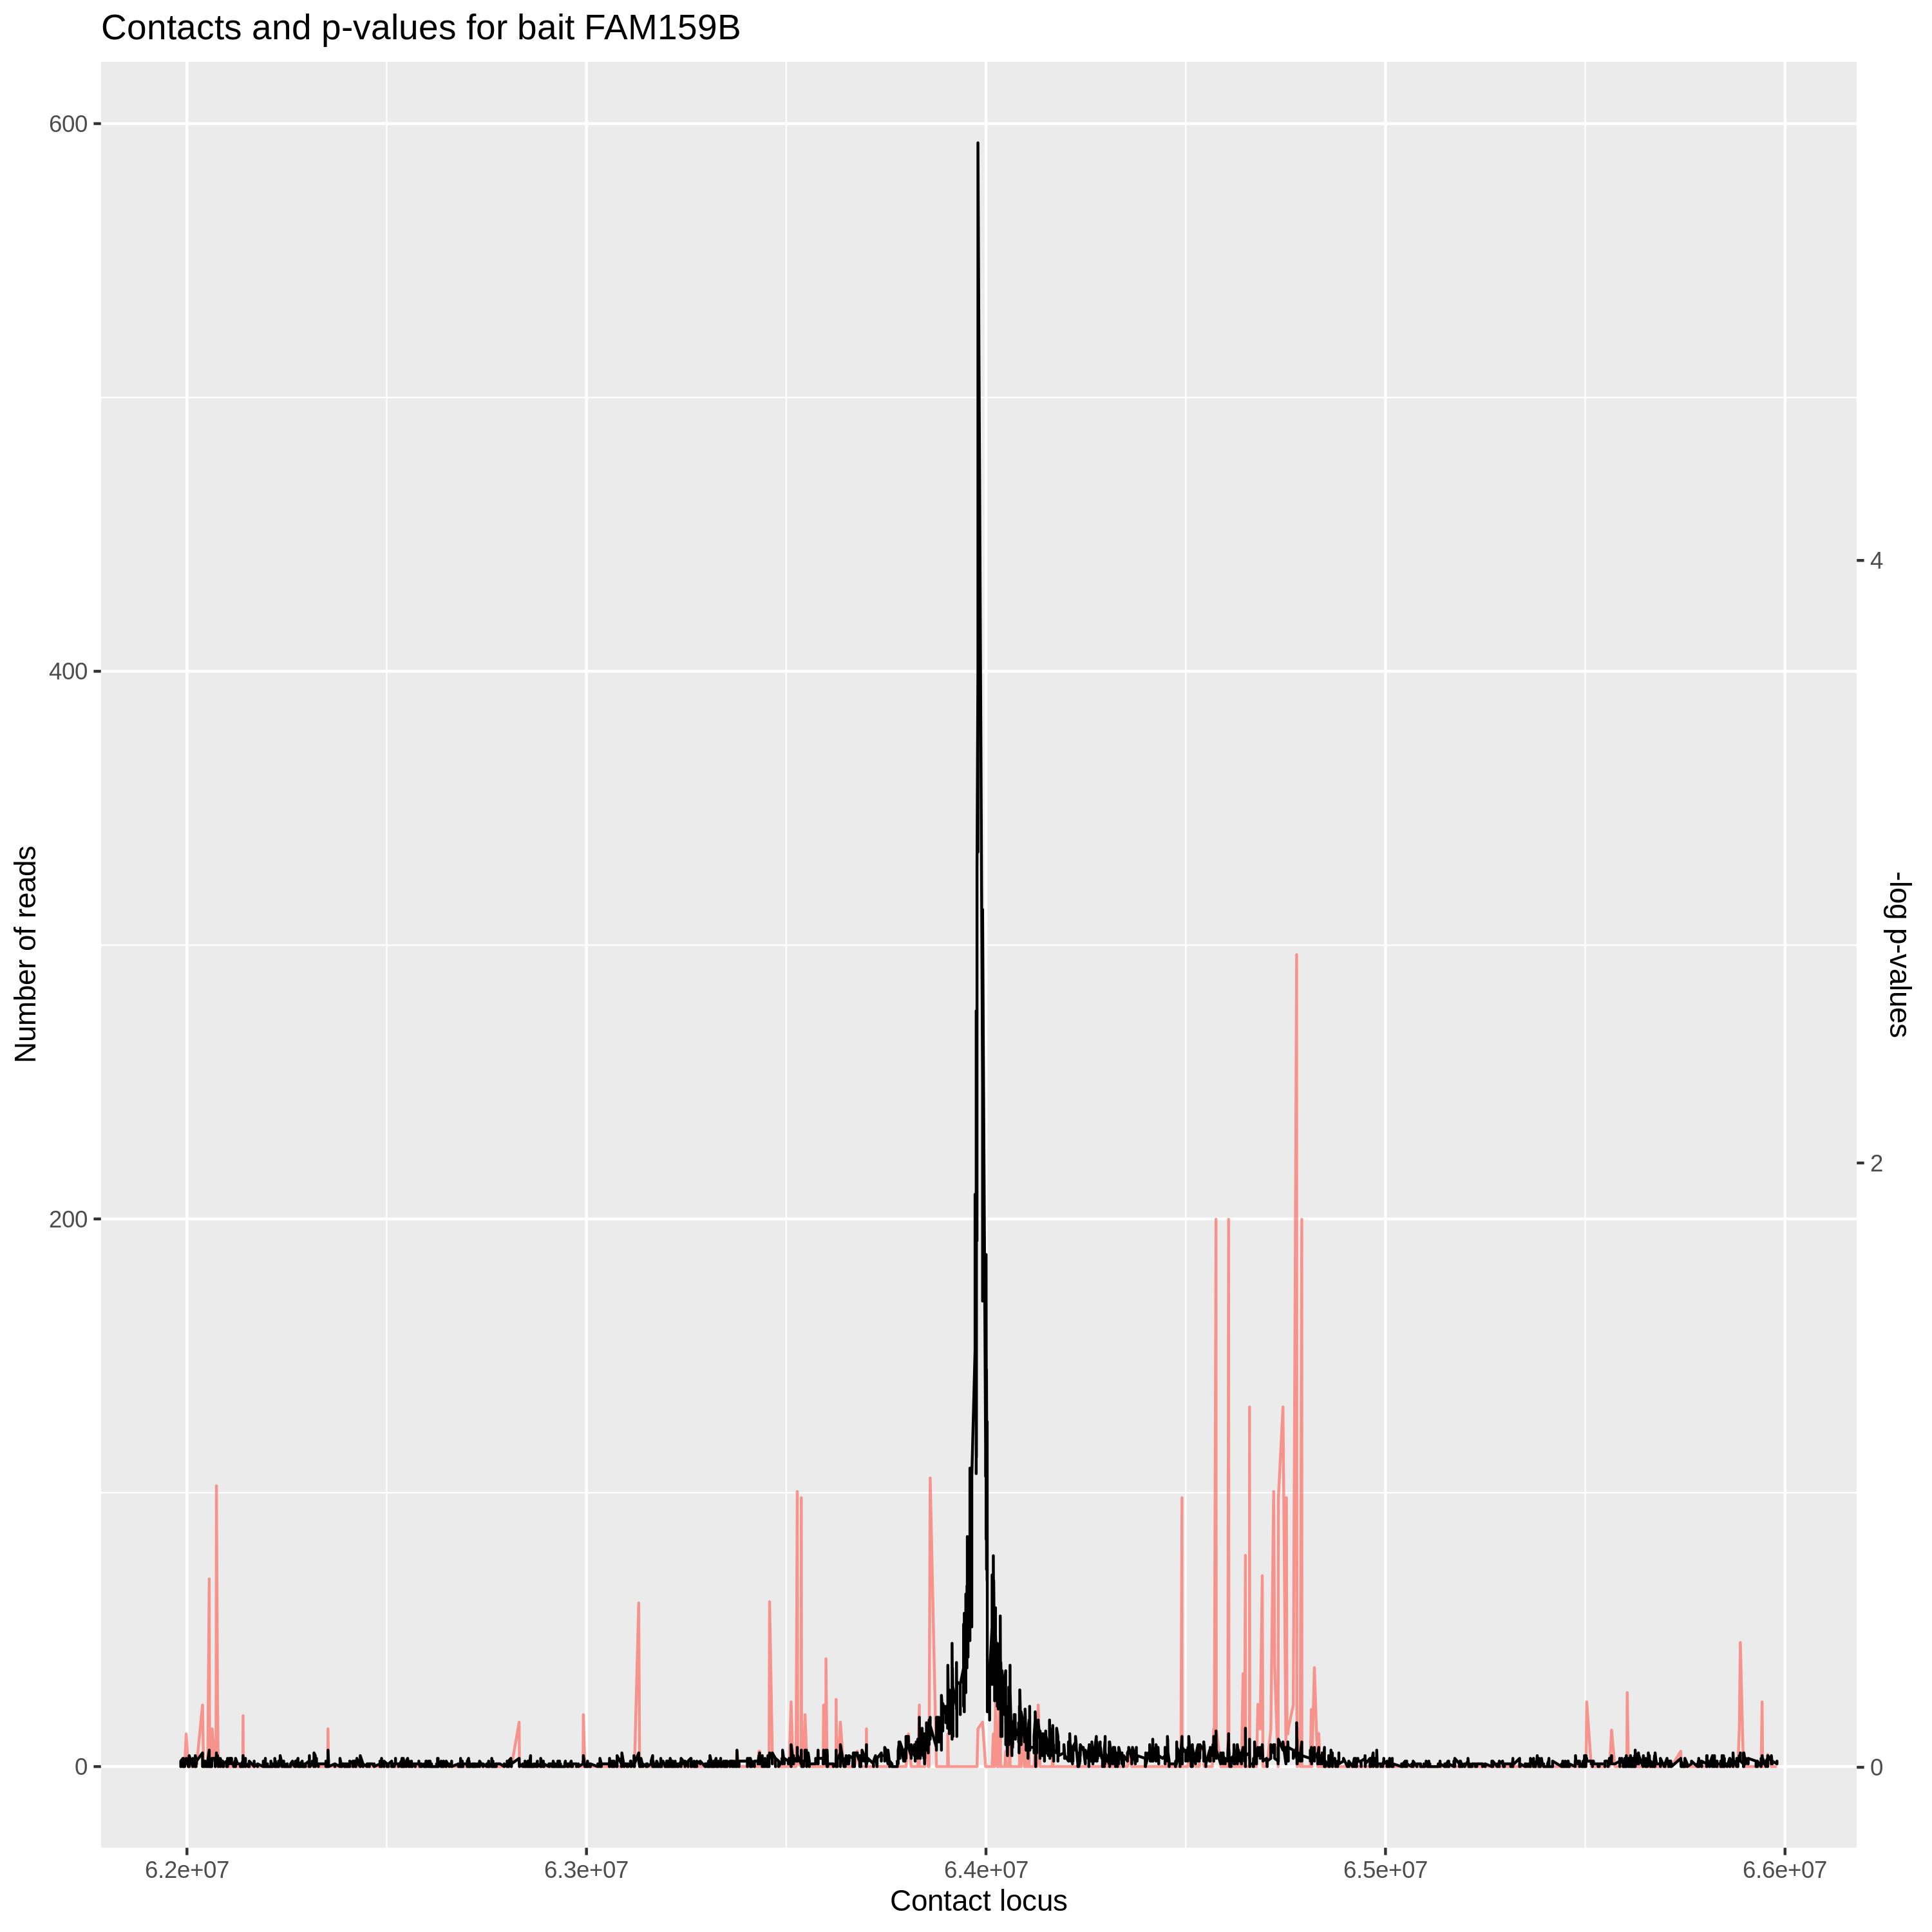 Contacts and p-values for bait FAM159B
600
400
200
0
Number of reads
4
2
0
-log p-values
6.2e+07
6.3e+07
6.4e+07
6.5e+07
6.6e+07
Contact locus